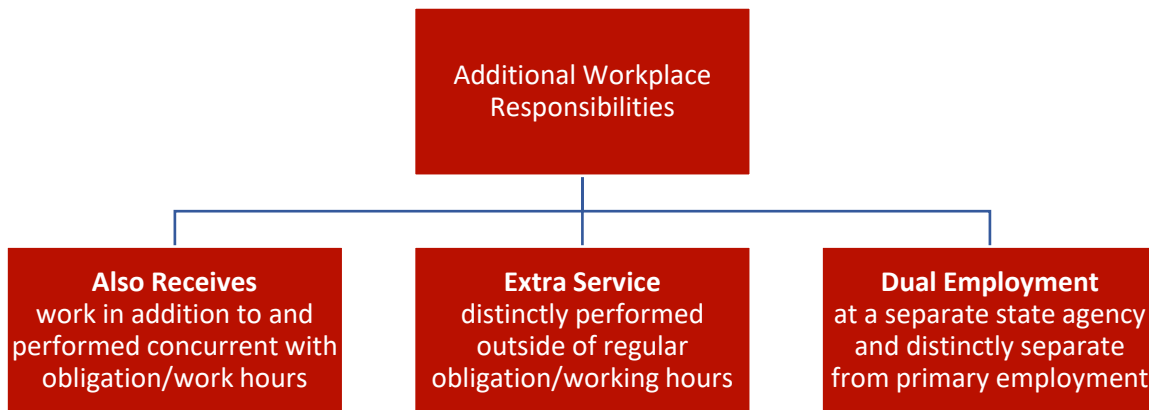 Additional Workplace
Responsibilities
Also Receives
work in addition to and
performed concurrent with
obligation/work hours
Extra Service
distinctly performed
outside of regular
obligation/working hours
Dual Employment
at a separate state agency
and distinctly separate
from primary employment